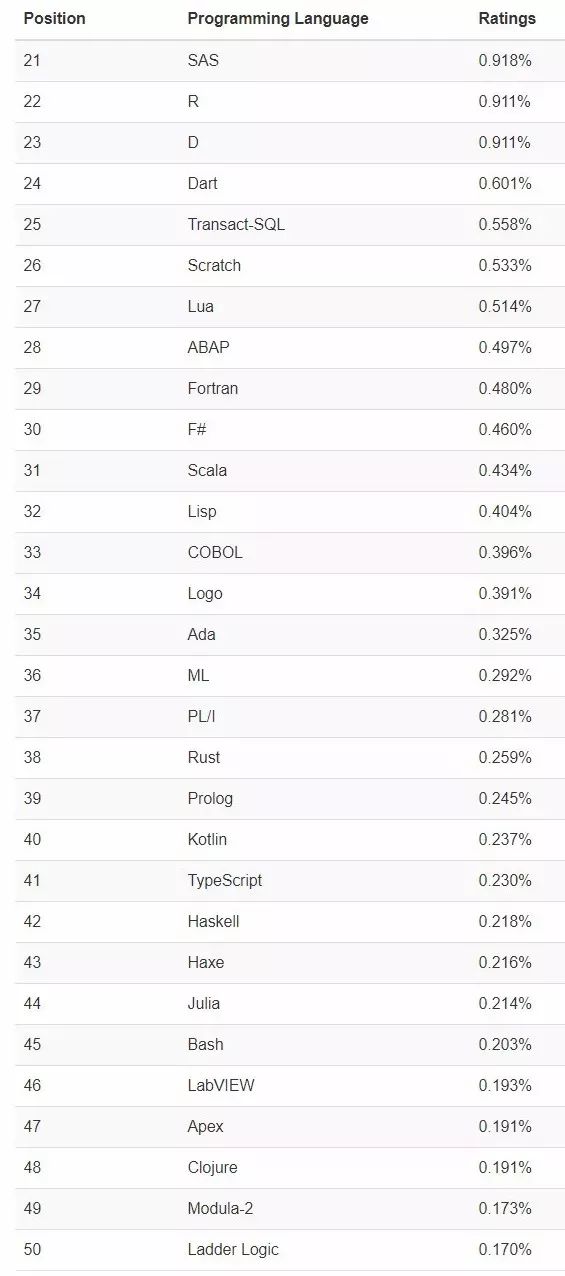 Position Programming Language Ratings
21 SAS 0.918%
22 R 0.911%
23 D 0.911%
24 Dart 0.601%
25 Transact-SQL 0.558%
26 Scratch 0.533%
27 Lua 0.514%
28 ABAP 0.497%
29 Fortran 0.480%
30 F# 0.460%
31 Scala 0.434%
32 Lisp 0.404%
33 COBOL 0.396%
34 Logo 0.391%
35 Ada 0.325%
36 ML 0.292%
37 PL/I 0.281%
38 Rust 0.259%
39 Prolog 0.245%
40 Kotlin 0.237%
41 TypeScript 0.230%
42 Haskell 0.218%
43 Haxe 0.216%
44 Julia 0.214%
45 Bash 0.203%
46 LabVIEW 0.193%
47 Apex 0.191%
48 Clojure 0.191%
49 Modula-2 0.173%
50 Ladder Logic 0.170%